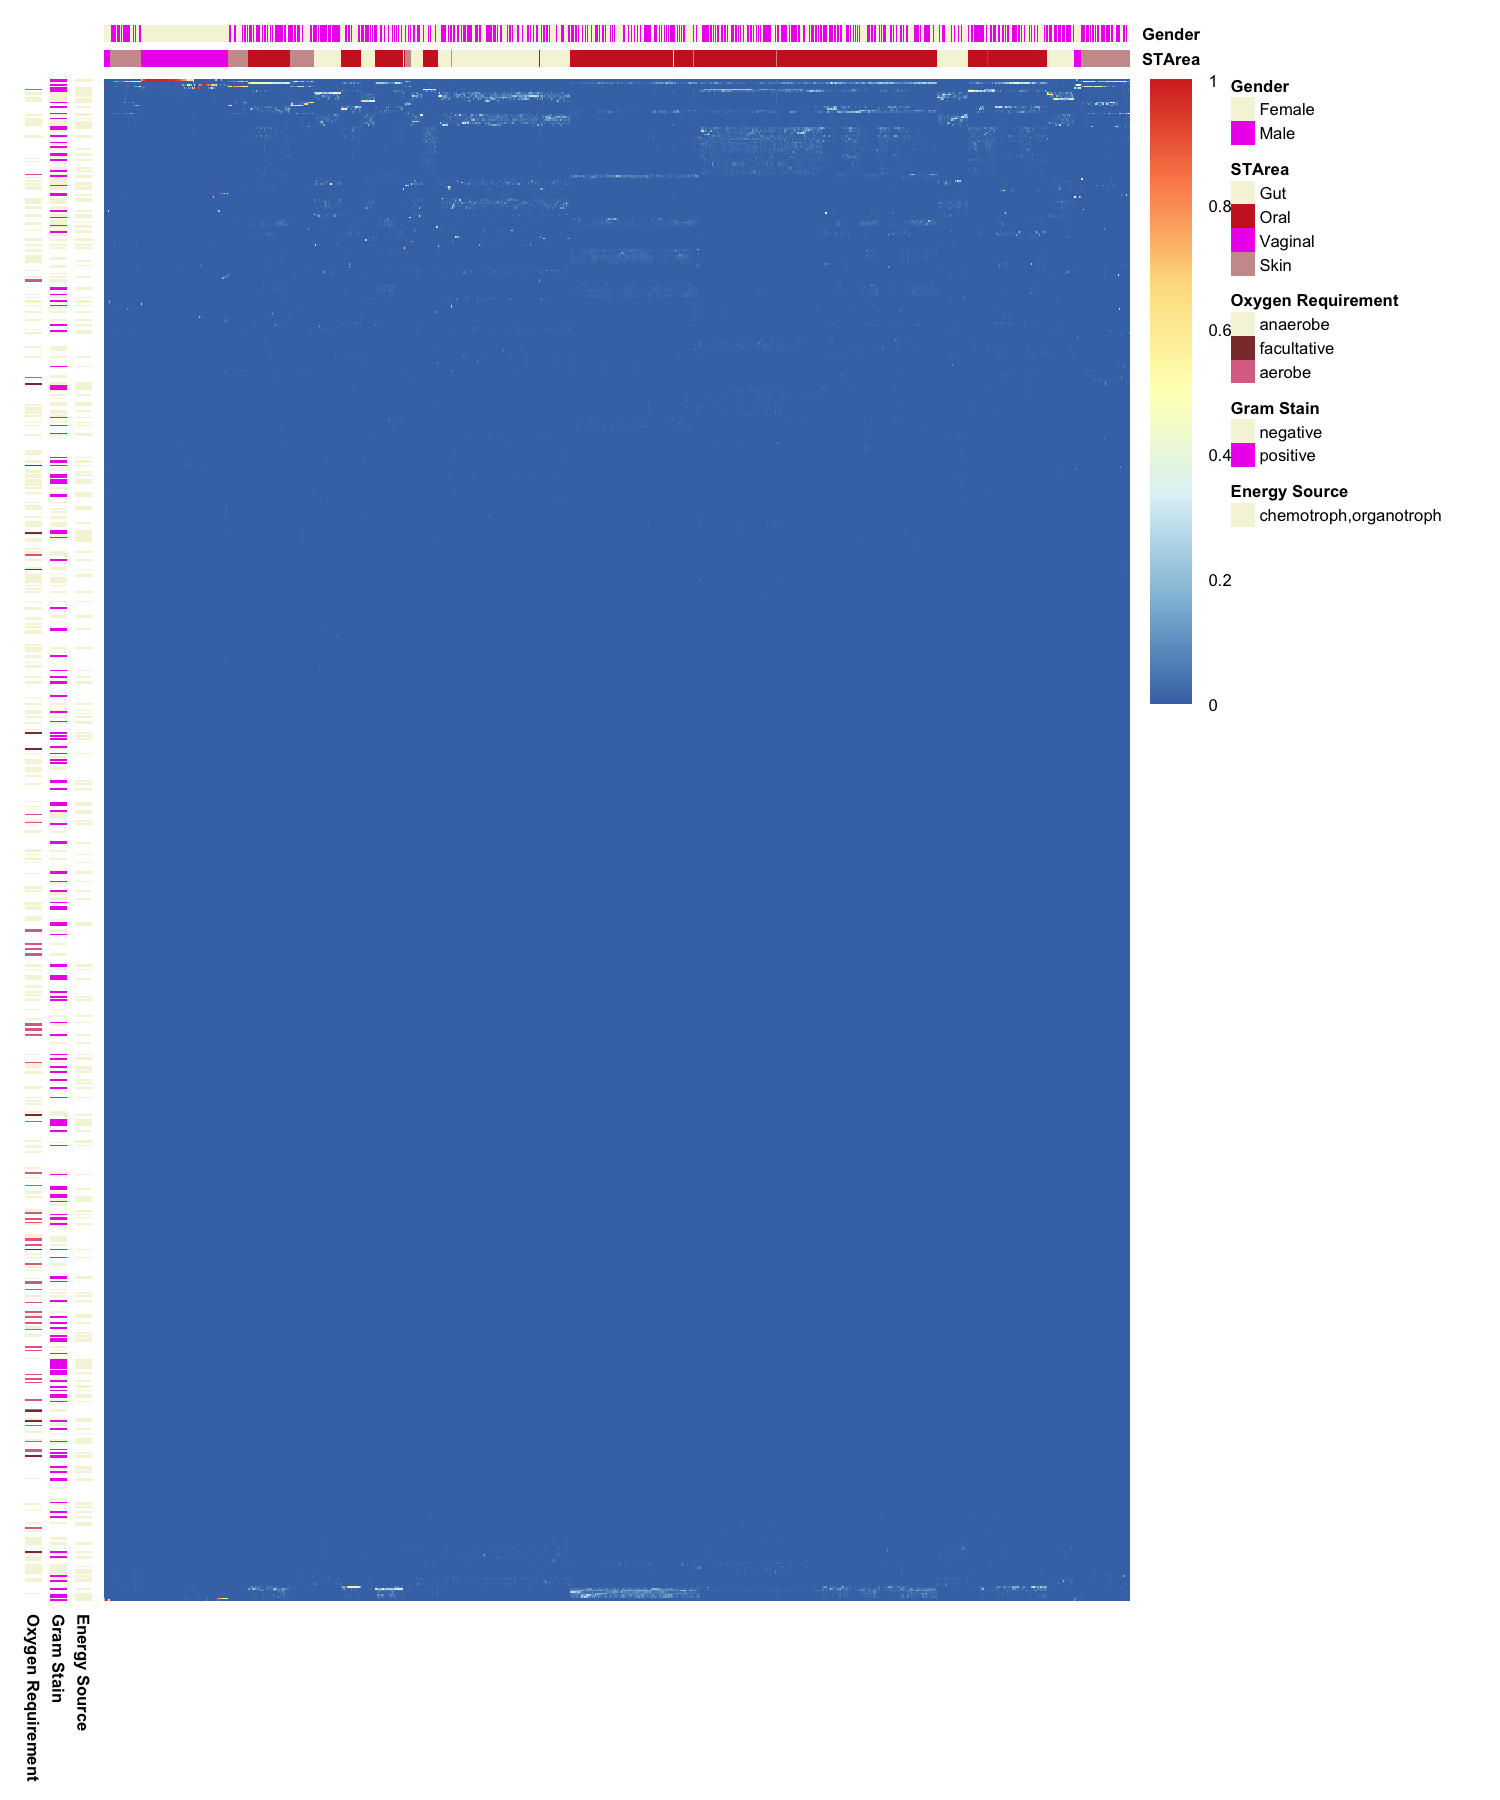 Gender
STArea
1
0.8
0.6
0.4
0.2
0
Gender
Female
Male
STArea
Gut
Oral
Vaginal
Skin
Oxygen Requirement
anaerobe
facultative
aerobe
Gram Stain
negative
positive
Energy Source
chemotroph,organotroph
Oxygen Requirement
Gram Stain
Energy Source